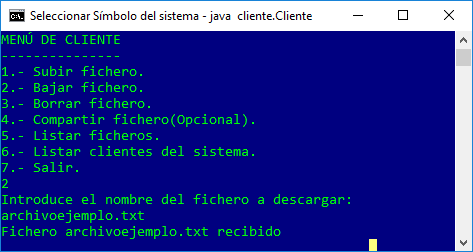 Seleccionar Símbolo del sistema - java  cliente.Cliente
MENÚ DE CLIENTE
---------------
1.- Subir fichero.
2.- Bajar fichero.
3.- Borrar fichero.
4.- Compartir fichero(Opcional).
5.- Listar ficheros.
6.- Listar clientes del sistema.
7.- Salir.
2
Introduce el nombre del fichero a descargar:
archivoejemplo.txt
Fichero archivoejemplo.txt recibido